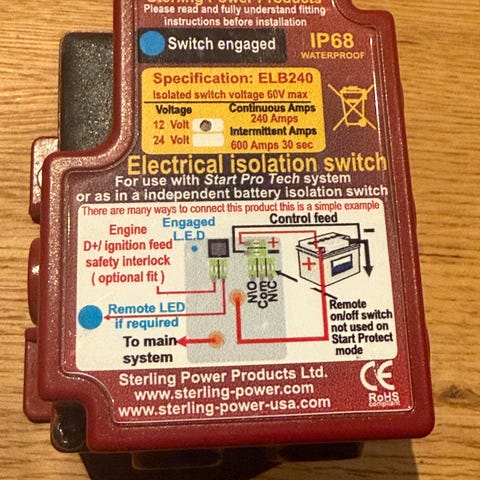 Sterling Power Products
Please read and fully understand fitting
instructions before installation
Switch engaged
IP68
WATERPROOF
Specification: ELB240
Isolated switch voltage 60V max
Voltage
12 Volt
24 Volt
Continuous Amps
240 Amps
Intermittent Amps
600 Amps 30 sec
Electrical isolation switch
For use with Start Pro Tech system
or as in a independent battery isolation switch
There are many ways to connect this product this is a simple example
Engine
D+/ ignition feed
safety interlock
( optional fit )
Engaged
L.E.D
Control feed
N\O
Com
N\C
Remote LED
if required
Remote
on/off switch
not used on
Start Protect
mode
To main
system
Sterling Power Products Ltd.
www.sterling-power.com
www.sterling-power-usa.com
CE
RoHS
compliant